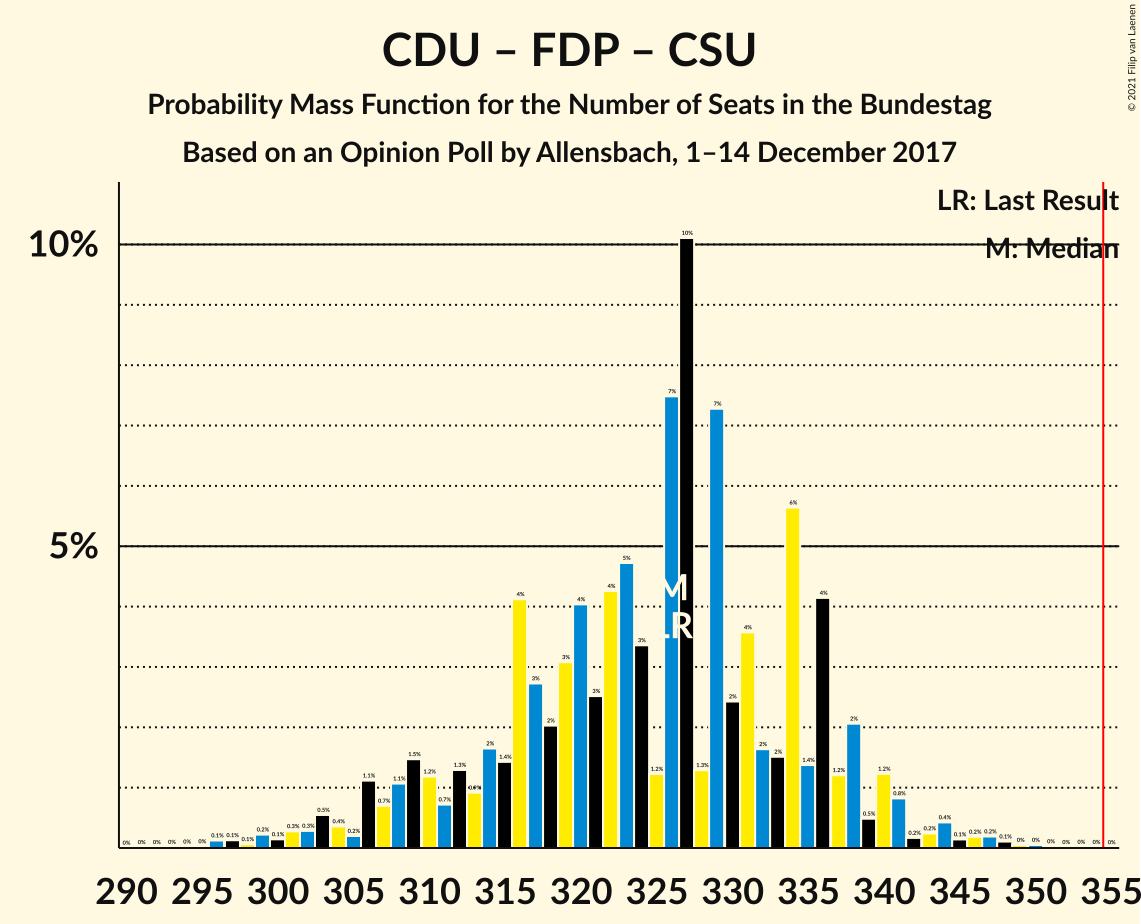 CDU – FDP – CSU
Probability Mass Function for the Number of Seats in the Bundestag
Based on an Opinion Poll by Allensbach, 1–14 December 2017
© 2021 Filip van Laenen
LR: Last Result
M: Median
10%
5%
0% 0% 0% 0% 0% 0% 0.1% 0.1% 0.1% 0.2% 0.1% 0.3% 0.3% 0.5% 0.4% 0.2% 1.1% 0.7% 1.1% 1.5% 1.2% 0.7% 1.3% 0.9% 2% 1.4% 4% 3% 2% 3% 4% 3% 4% 5% 3% 1.2% 7% 10% 1.3% 7% 2% 4% 2% 2% 6% 1.4% 4% 1.2% 2% 0.5% 1.2% 0.8% 0.2% 0.2% 0.4% 0.1% 0.2% 0.2% 0.1% 0% 0% 0% 0% 0% 0% 0%
M
LR
290 295 300 305 310 315 320 325 330 335 340 345 350 355